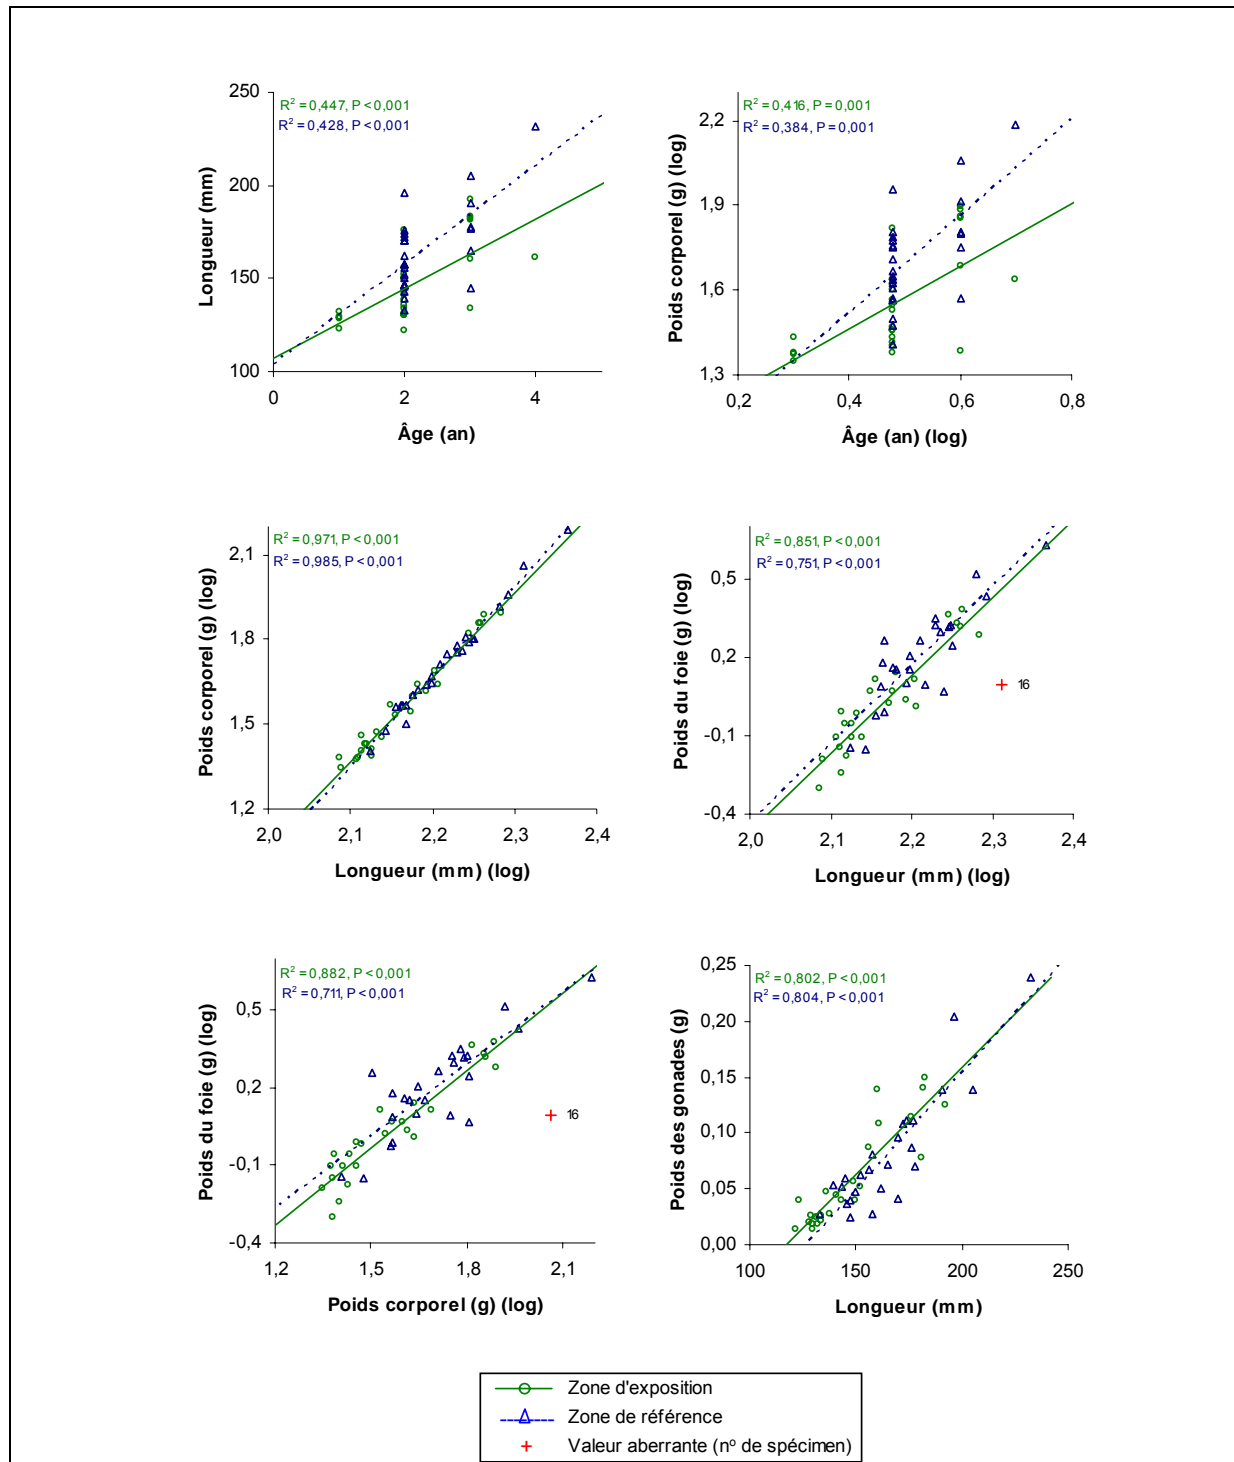 R² = 0,447, P < 0,001
R² = 0,428, P < 0,001
250
200
150
100
0
2
4
Longueur (mm)
Âge (an)
R² = 0,416, P = 0,001
R² = 0,384, P = 0,001
2,2
1,9
1,6
1,3
0,2
0,4
0,6
0,8
Poids corporel (g) (log)
Âge (an) (log)
R² = 0,971, P < 0,001
R² = 0,985, P < 0,001
2,1
1,8
1,5
1,2
2,0
2,1
2,2
2,3
2,4
Poids corporel (g) (log)
Longueur (mm) (log)
R² = 0,851, P < 0,001
R² = 0,751, P < 0,001
0,5
0,2
-0,1
-0,4
16
2,0
2,1
2,2
2,3
2,4
Poids du foie (g) (log)
Longueur (mm) (log)
R² = 0,882, P < 0,001
R² = 0,711, P < 0,001
0,5
0,2
-0,1
-0,4
16
1,2
1,5
1,8
2,1
Poids du foie (g) (log)
Poids corporel (g) (log)
R² = 0,802, P < 0,001
R² = 0,804, P < 0,001
0,25
0,20
0,15
0,10
0,05
0,00
100
150
200
250
Poids des gonades (g)
Longueur (mm)
Zone d'exposition
Zone de référence
Valeur aberrante (nº de spécimen)